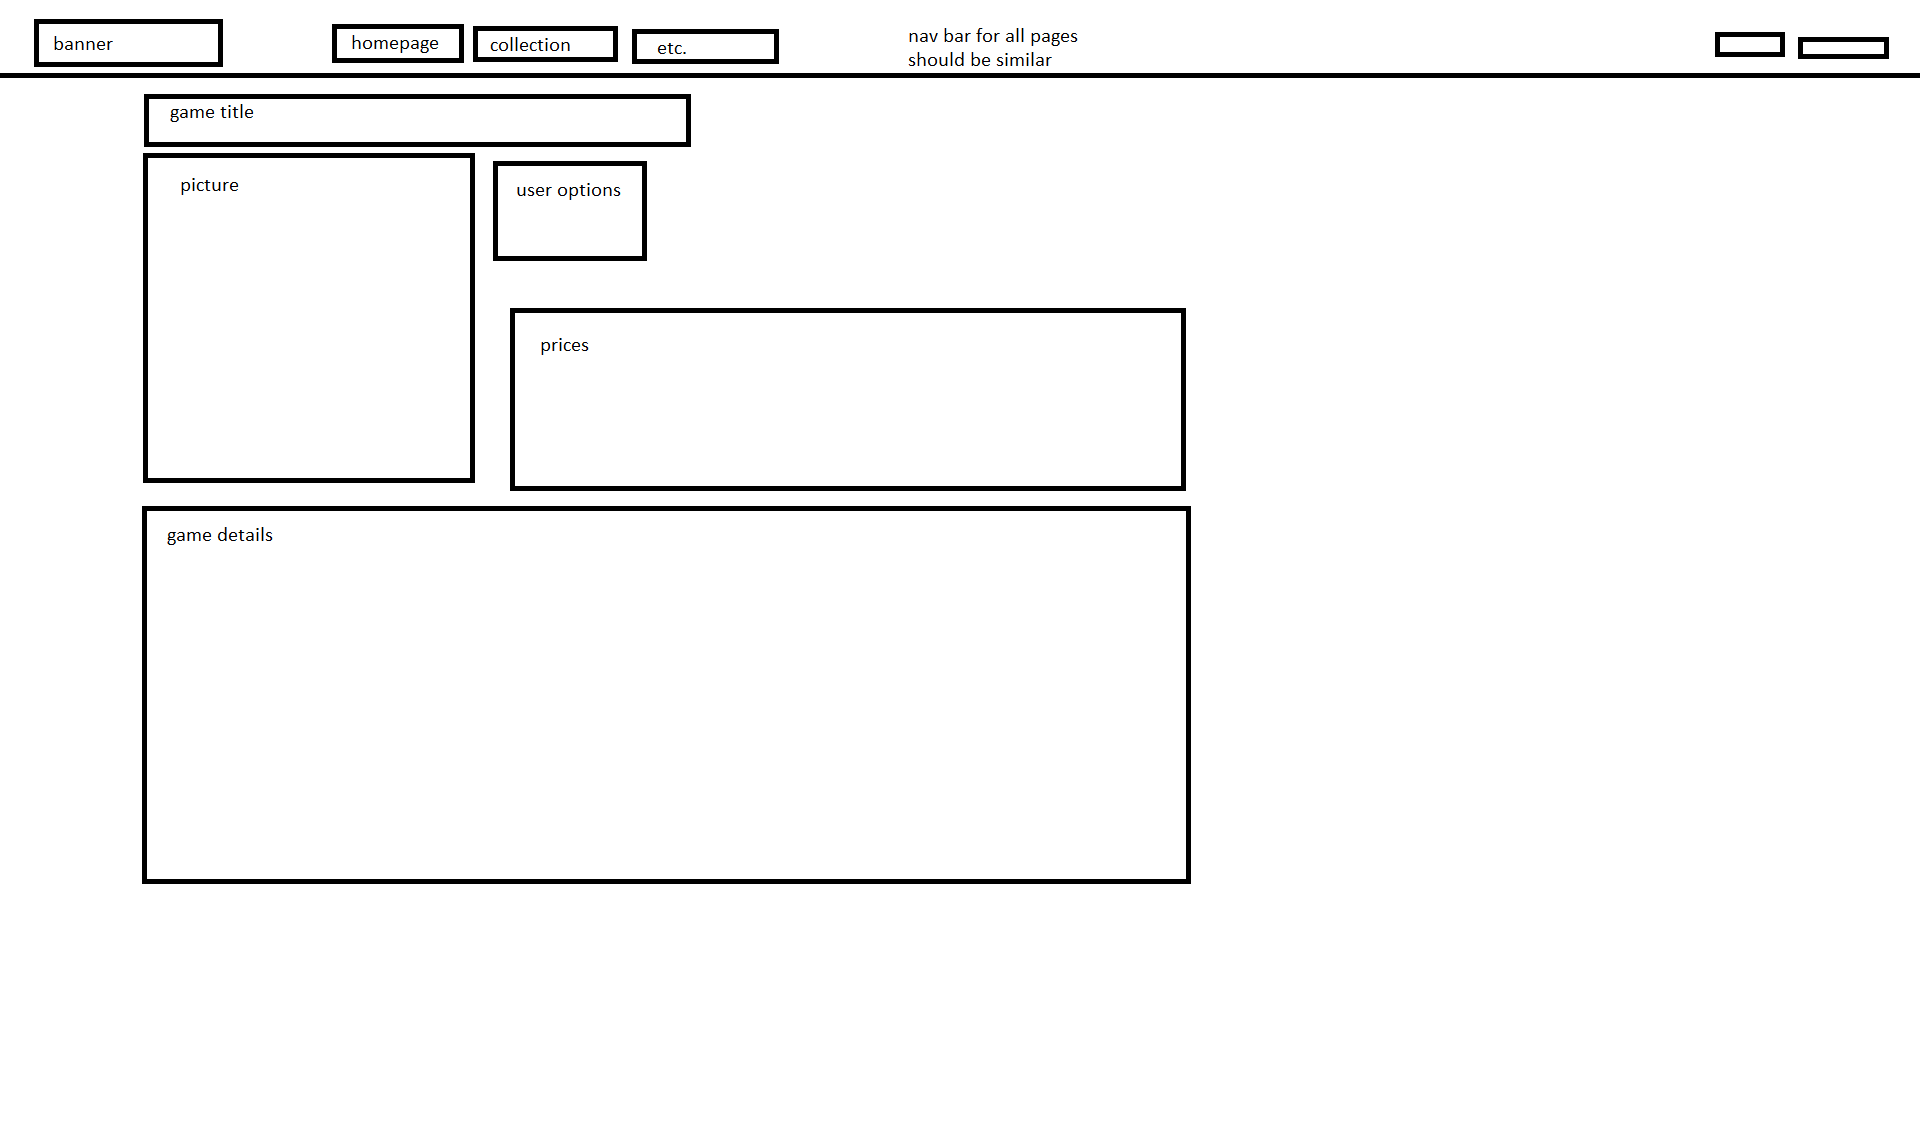 banner
homepage
collection
etc.
nav bar for all pages
should be similar
game title
picture
user options
prices
game details